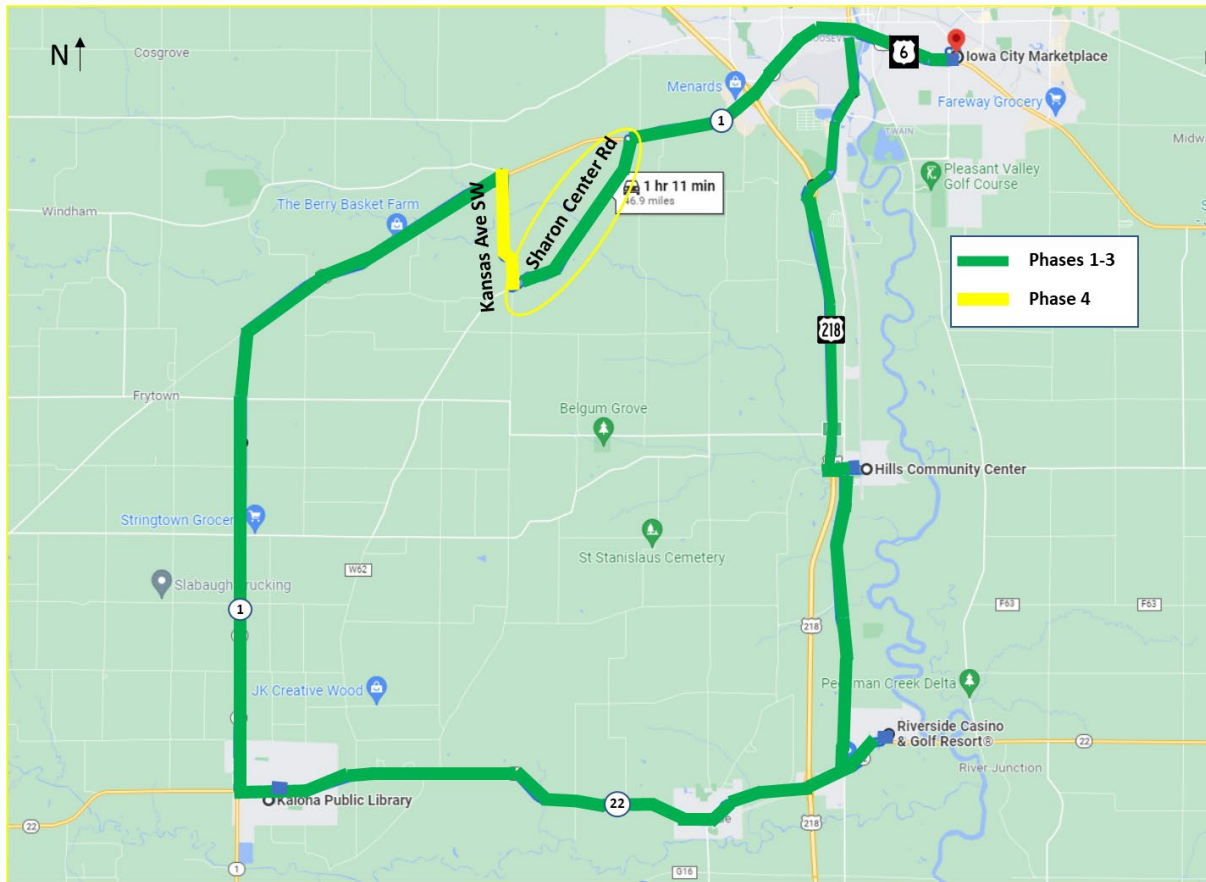 N
Cosgrove
6
Iowa City Marketplace
Menards
Fareway Grocery
1
TWAIN
Midw
Pleasant Valley
Golf Course
Sharon Center Rd
1 hr 11 min
46.9 miles
Kansas Ave SW
Windham
The Berry Basket Farm
Phases 1-3
Phase 4
218
Frytown
Belgum Grove
Hills Community Center
Stringtown Grocery
St Stanislaus Cemetery
W62
Slabaugh Trucking
F63
F63
1
218
JK Creative Wood
Riverside Casino
& Golf Resort®
22
River Junction
Kalona Public Library
22
22
218
1
G16